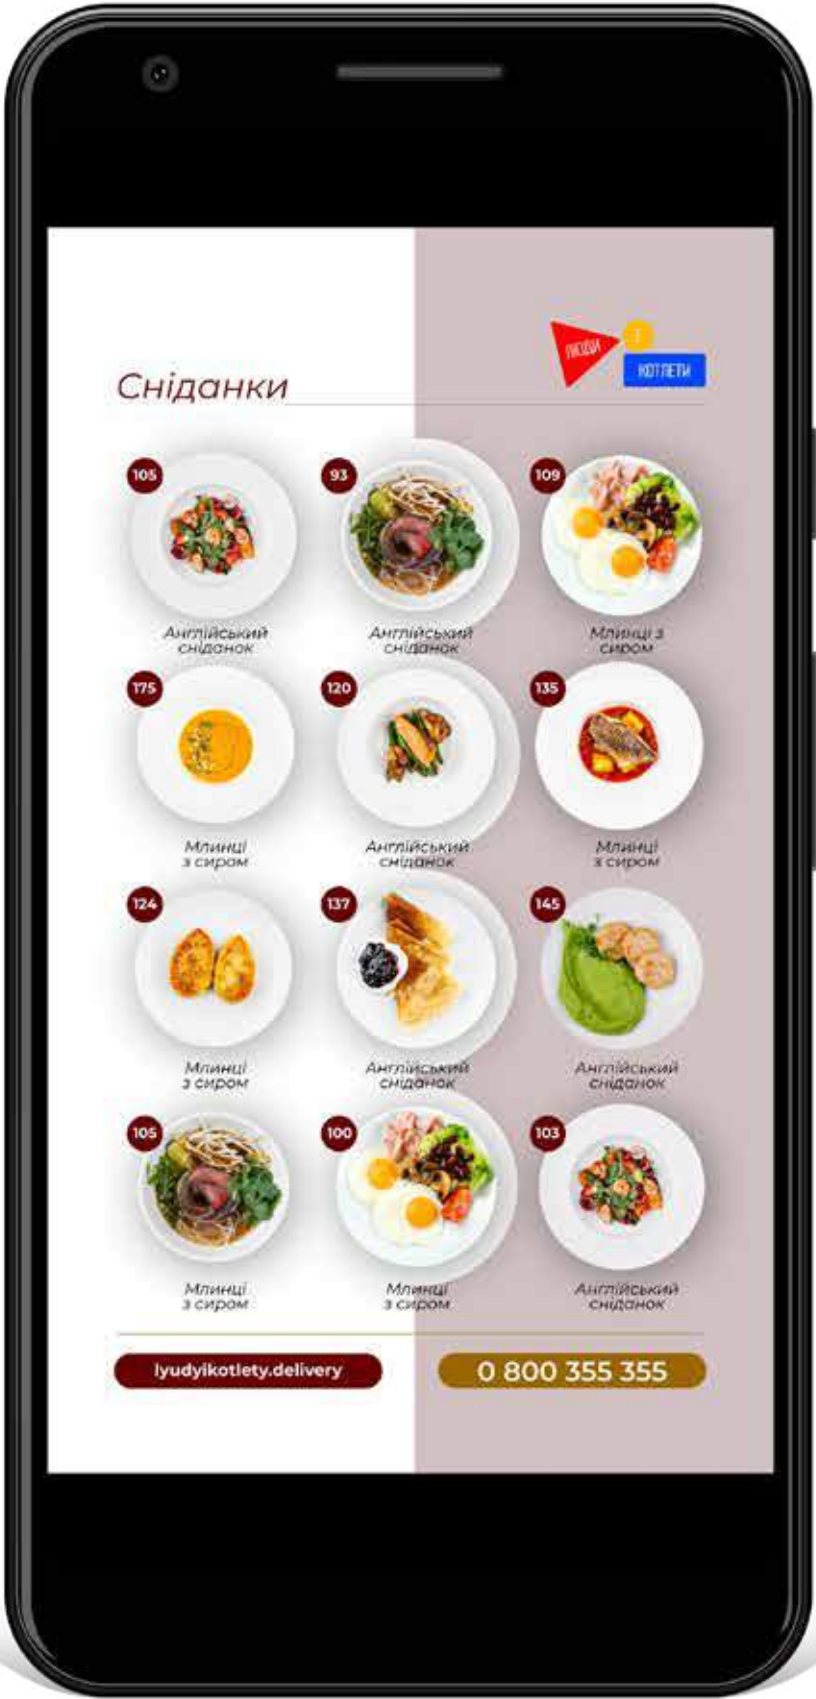 ЛЮДИ
І
КОТЛЕТИ
Сніданки
105
93
109
Англійський
сніданок
Англійський
сніданок
Млинці з
сиром
175
120
135
Млинці
з сиром
Англійський
сніданок
Млинці
з сиром
124
137
145
Млинці
з сиром
Англійський
сніданок
Англійський
сніданок
105
100
103
Млинці
з сиром
Млинці
з сиром
Англійський
сніданок
lyudyikotlety.delivery
0 800 355 355